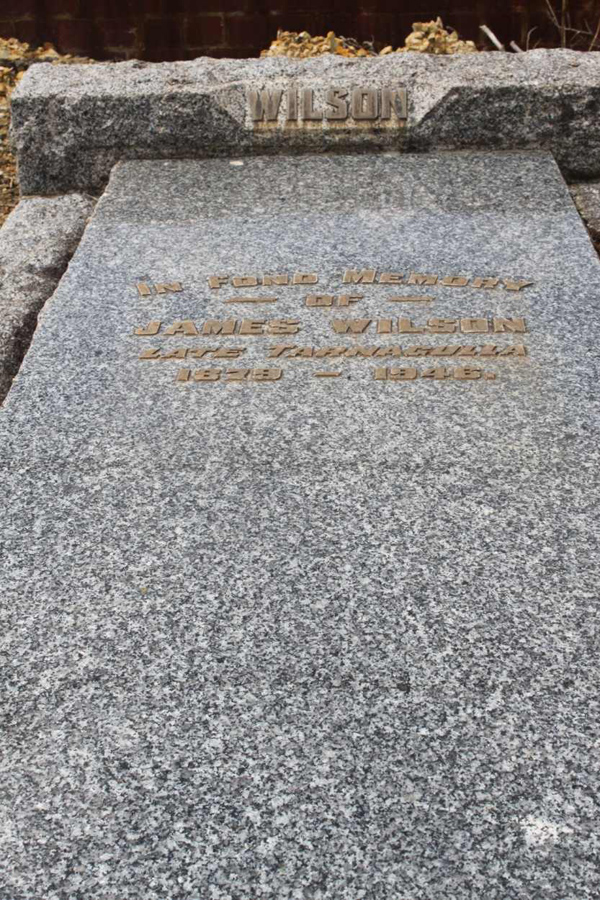 WILSON
IN FOND MEMORY
— OF —
JAMES WILSON
LATE TARNAGULLA
1879 – 1946.